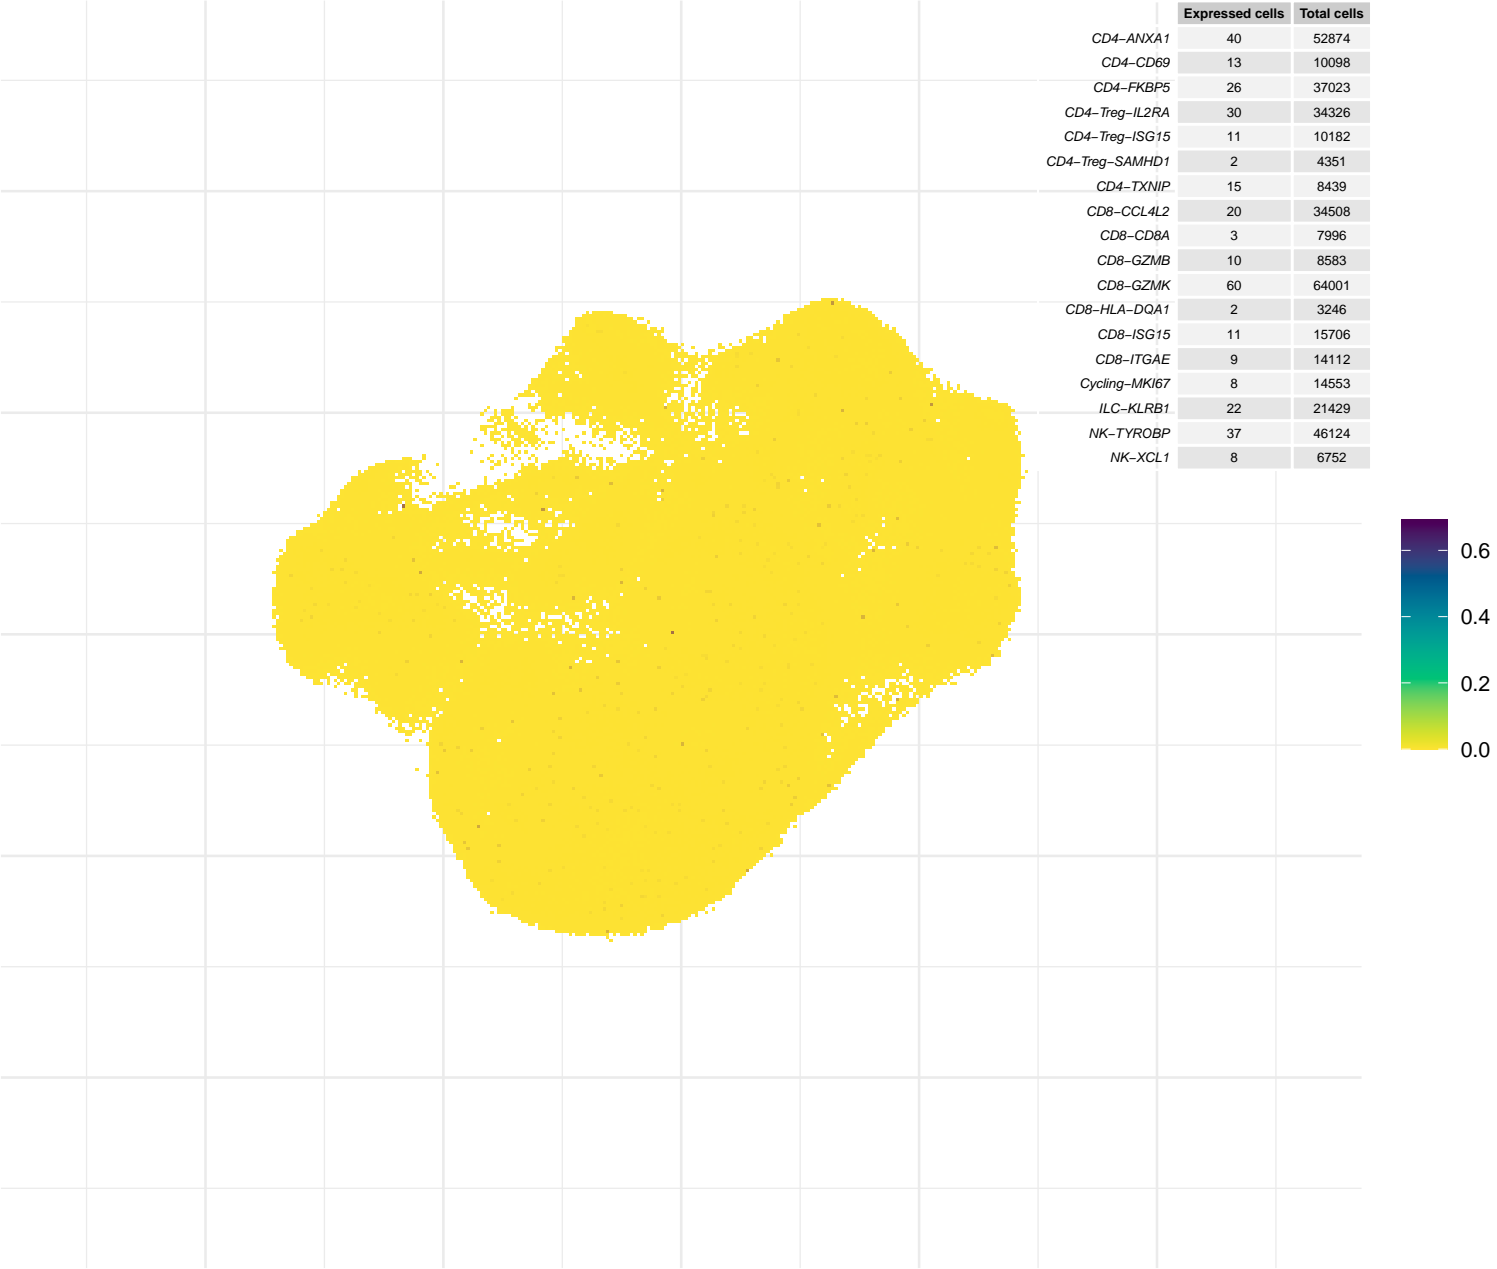 Expressed cells Total cells
CD4−ANXA1 40 52874
CD4−CD69 13 10098
CD4−FKBP5 26 37023
CD4−Treg−IL2RA 30 34326
CD4−Treg−ISG15 11 10182
CD4−Treg−SAMHD1 2 4351
CD4−TXNIP 15 8439
CD8−CCL4L2 20 34508
CD8−CD8A 3 7996
CD8−GZMB 10 8583
CD8−GZMK 60 64001
CD8−HLA−DQA1 2 3246
CD8−ISG15 11 15706
CD8−ITGAE 9 14112
Cycling−MKI67 8 14553
ILC−KLRB1 22 21429
NK−TYROBP 37 46124
NK−XCL1 8 6752
0.6
0.4
0.2
0.0